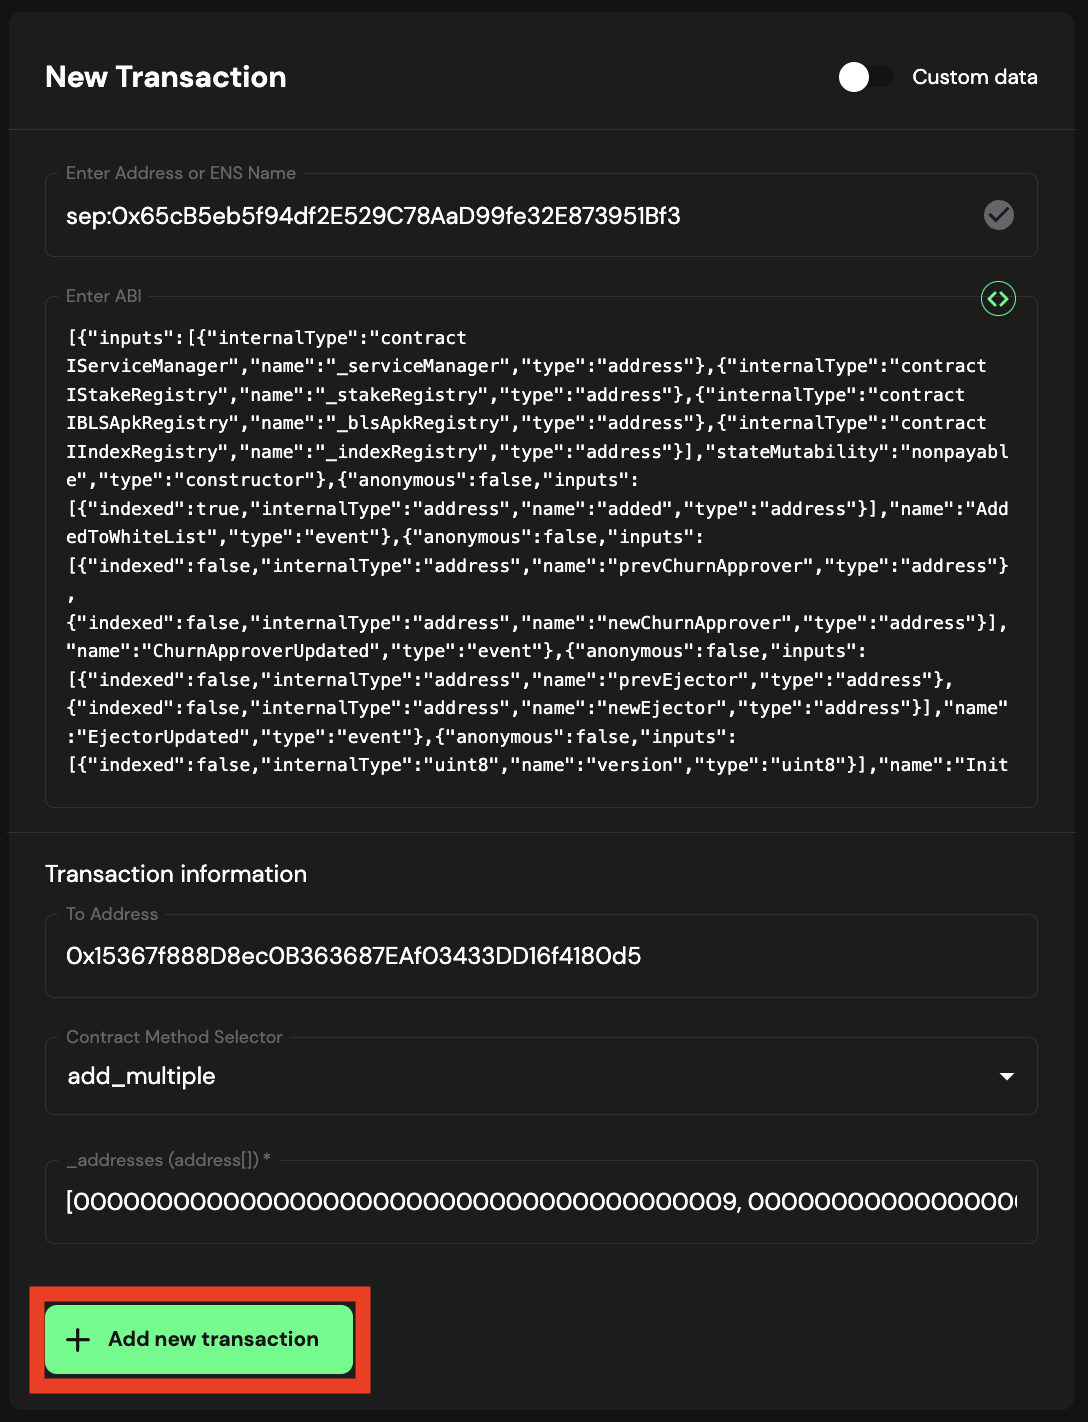 New Transaction
Custom data
Enter Address or ENS Name
sep:0x65cB5eb5f94df2E529C78AaD99fe32E873951Bf3
Enter ABI
[{"inputs":[{"internalType":"contract
IServiceManager","name":"_serviceManager","type":"address"},{"internalType":"contract
IStakeRegistry","name":"_stakeRegistry","type":"address"},{"internalType":"contract
IBLSApkRegistry","name":"_blsApkRegistry","type":"address"},{"internalType":"contract
IIndexRegistry","name":"_indexRegistry","type":"address"}],"stateMutability":"nonpayabl
e","type":"constructor"},{"anonymous":false,"inputs":
[{"indexed":true,"internalType":"address","name":"added","type":"address"}],"name":"Add
edToWhiteList","type":"event"},{"anonymous":false,"inputs":
[{"indexed":false,"internalType":"address","name":"prevChurnApprover","type":"address"}
,
{"indexed":false,"internalType":"address","name":"newChurnApprover","type":"address"}],
"name":"ChurnApproverUpdated","type":"event"},{"anonymous":false,"inputs":
[{"indexed":false,"internalType":"address","name":"prevEjector","type":"address"},
{"indexed":false,"internalType":"address","name":"newEjector","type":"address"}],"name"
:"EjectorUpdated","type":"event"},{"anonymous":false,"inputs":
[{"indexed":false,"internalType":"uint8","name":"version","type":"uint8"}],"name":"Init
Transaction information
To Address
0x15367f888D8ec0B363687EAf03433DD16f4180d5
Contract Method Selector
add_multiple
_addresses (address[]) *
[0000000000000000000000000000000000000009, 0000000000000000
Add new transaction